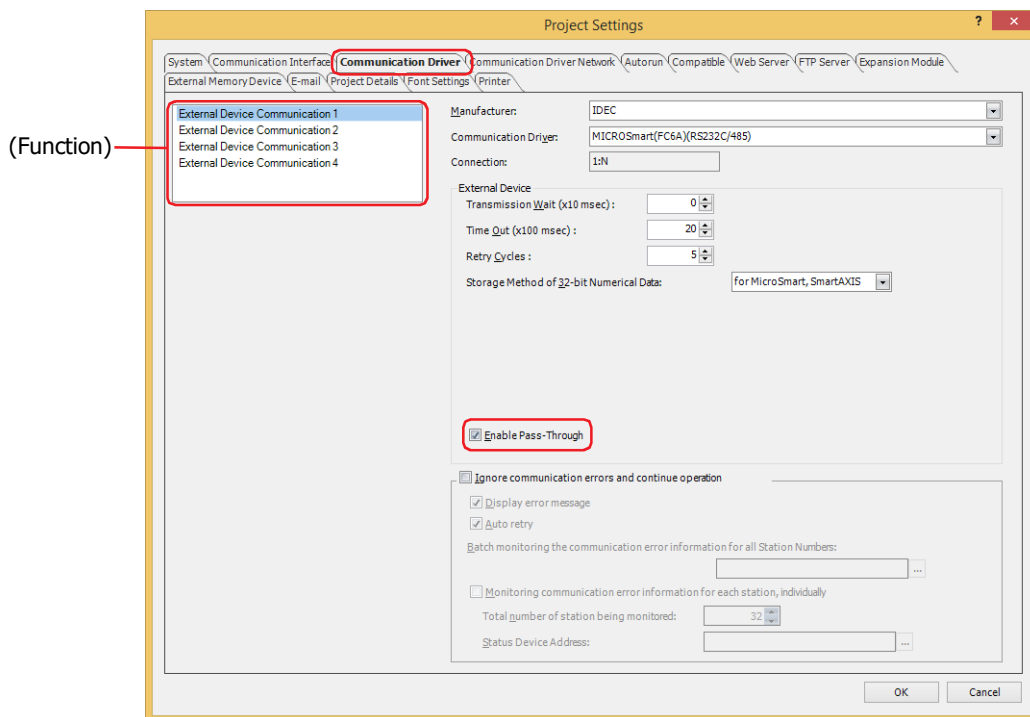 Project Settings
? ×
System Communication Interface Communication Driver Communication Driver Network Autorun Compatible Web Server FTP Server Expansion Module
External Memory Device E-mail Project Details Font Settings Printer
(Function)
External Device Communication 1
External Device Communication 2
External Device Communication 3
External Device Communication 4
Manufacturer: IDEC
Communication Driver: MICROSmart(FC6A)(RS232C/485)
Connection: 1:N
External Device
Transmission Wait (x10 msec) : 0
Time Out (x100 msec) : 20
Retry Cycles : 5
Storage Method of 32-bit Numerical Data: for MicroSmart, SmartAXIS
Enable Pass-Through
Ignore communication errors and continue operation
Display error message
Auto retry
Batch monitoring the communication error information for all Station Numbers:
...
Monitoring communication error information for each station, individually
Total number of station being monitored: 32
Status Device Address: ...
OK Cancel